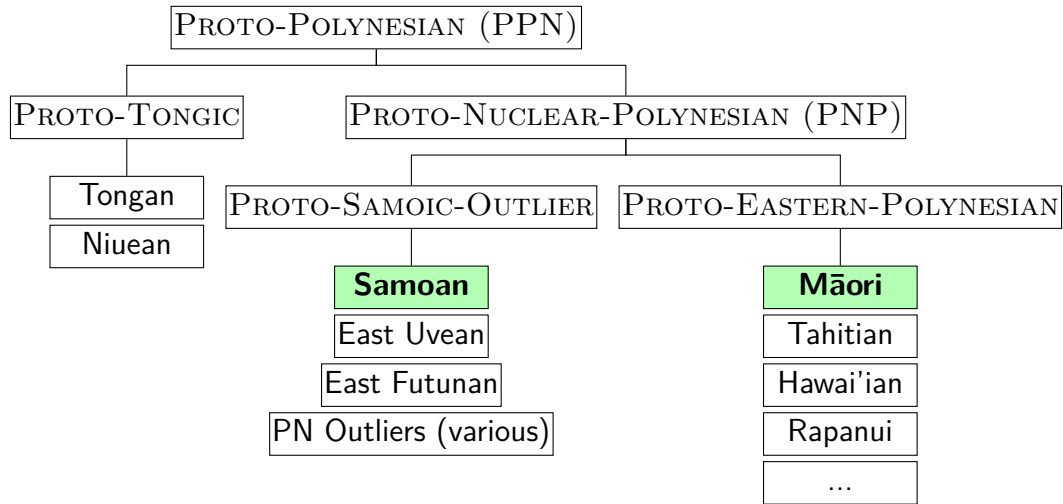 PROTO-POLYNESIAN (PPN)
PROTO-TONGIC
PROTO-NUCLEAR-POLYNESIAN (PNP)
Tongan
Niuean
PROTO-SAMOIC-OUTLIER
PROTO-EASTERN-POLYNESIAN
Samoan
East Uvean
East Futunan
PN Outliers (various)
Māori
Tahitian
Hawai'ian
Rapanui
...